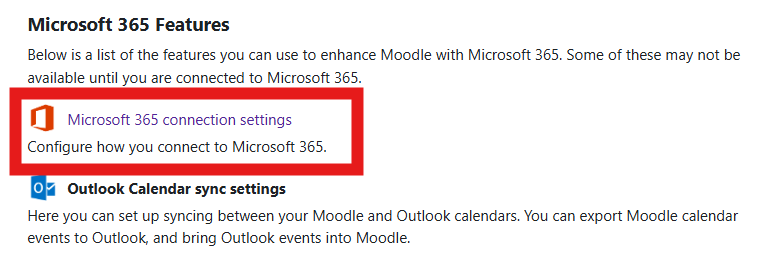 Microsoft 365 Features
Below is a list of the features you can use to enhance Moodle with Microsoft 365. Some of these may not be
available until you are connected to Microsoft 365.
Microsoft 365 connection settings
Configure how you connect to Microsoft 365.
Outlook Calendar sync settings
Here you can set up syncing between your Moodle and Outlook calendars. You can export Moodle calendar
events to Outlook, and bring Outlook events into Moodle.